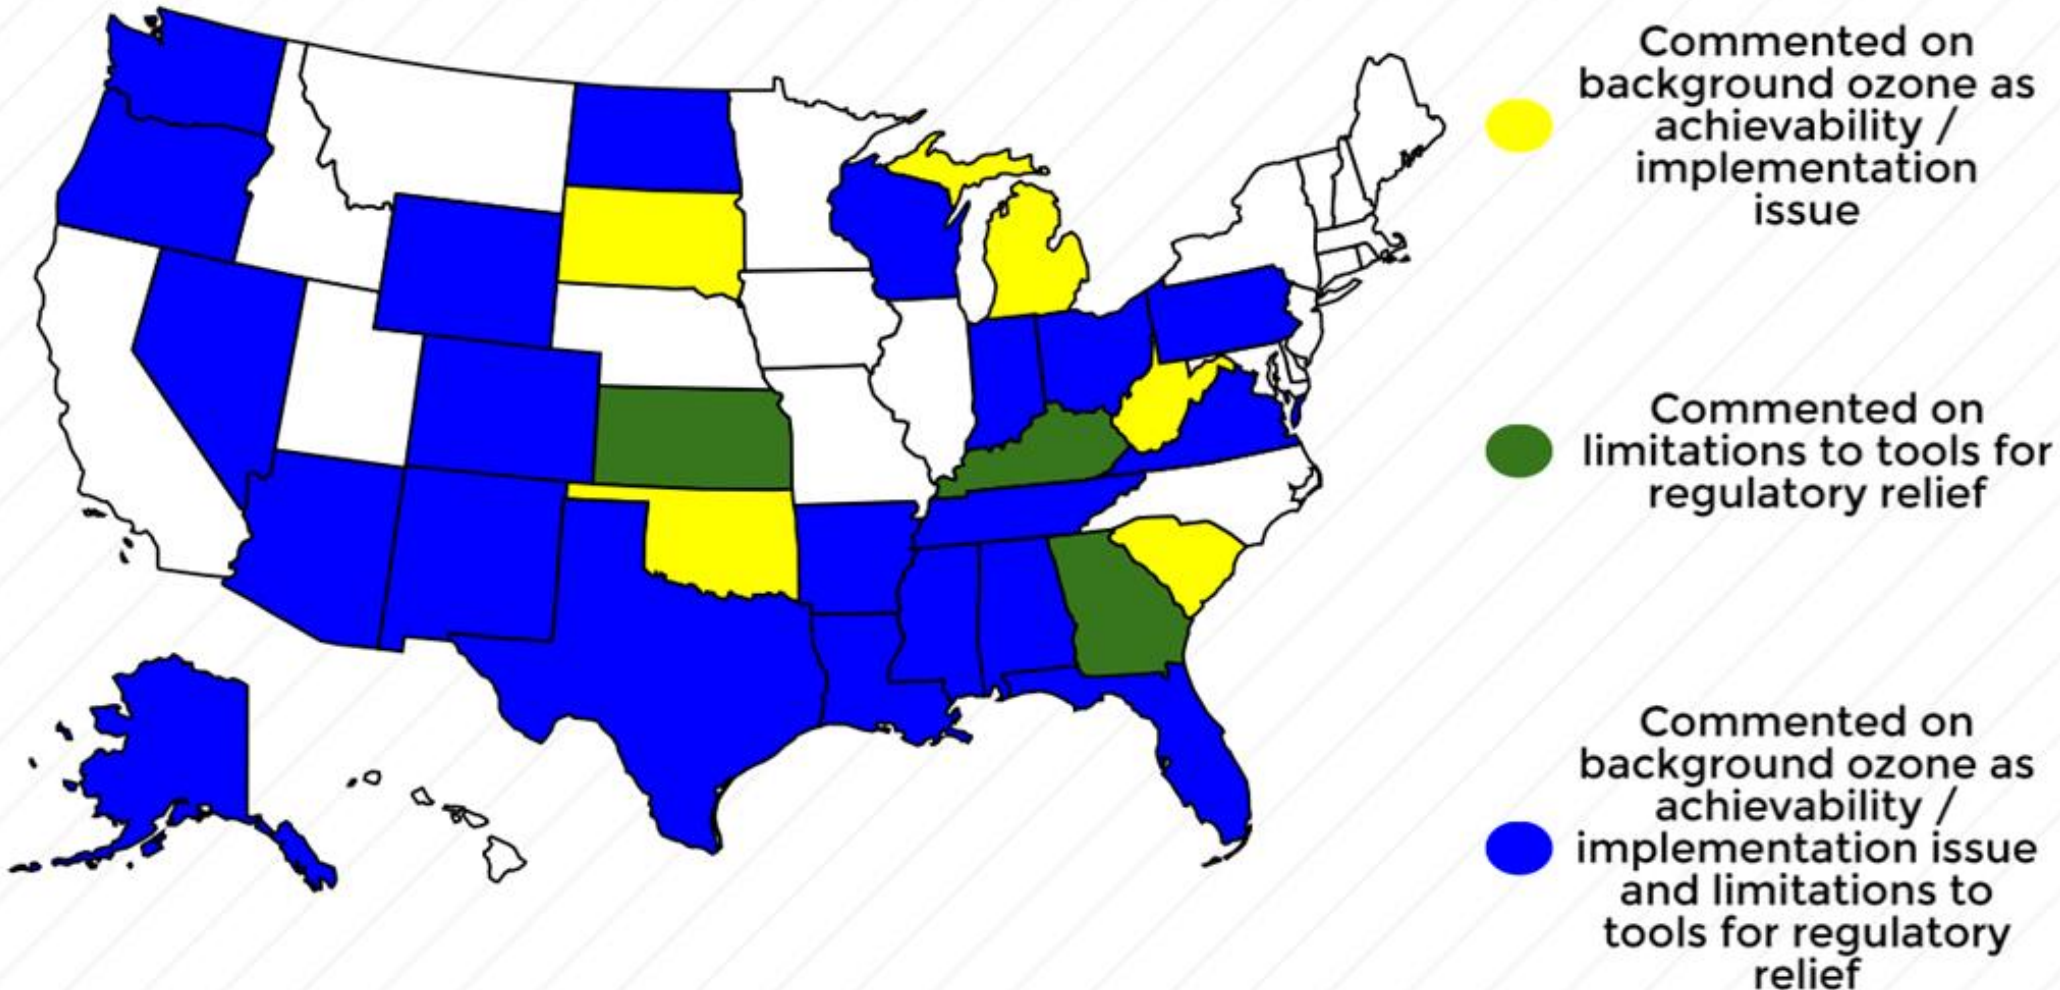 Commented on
background ozone as
achievability /
implementation
issue
Commented on
limitations to tools for
regulatory relief
Commented on
background ozone as
achievability /
implementation issue
and limitations to
tools for regulatory
relief